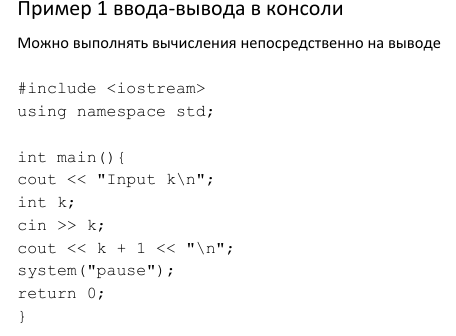 Пример 1 ввода-вывода в консоли
Можно выполнять вычисления непосредственно на выводе
#include <iostream>
using namespace std;
int main(){
cout << "Input k\n";
int k;
cin >> k;
cout << k + 1 << "\n";
system("pause");
return 0;
}